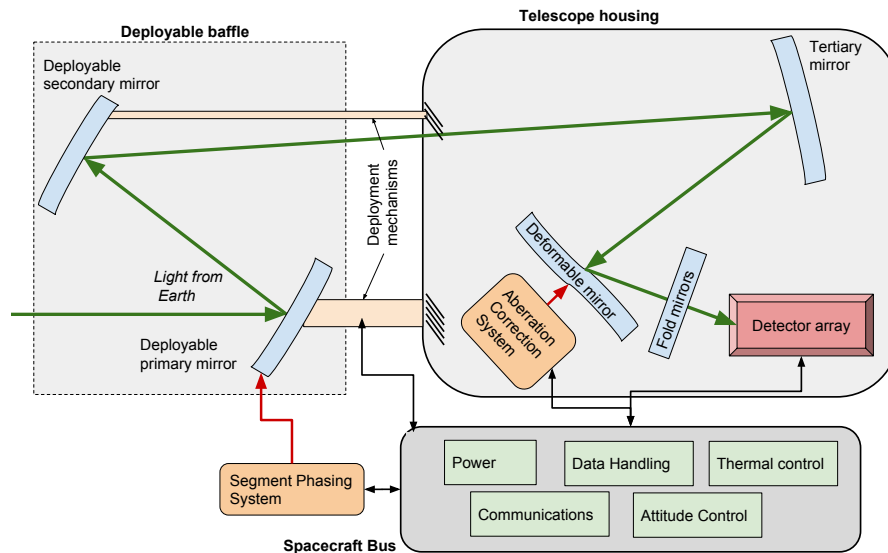 Deployable baffle
Telescope housing
Deployable
secondary mirror
Tertiary
mirror
Deployment
mechanisms
Light from
Earth
Deployable
primary mirror
Deformable mirror
Aberration
Correction
System
Fold mirrors
Detector array
Segment Phasing
System
Power
Data Handling
Thermal control
Communications
Attitude Control
Spacecraft Bus